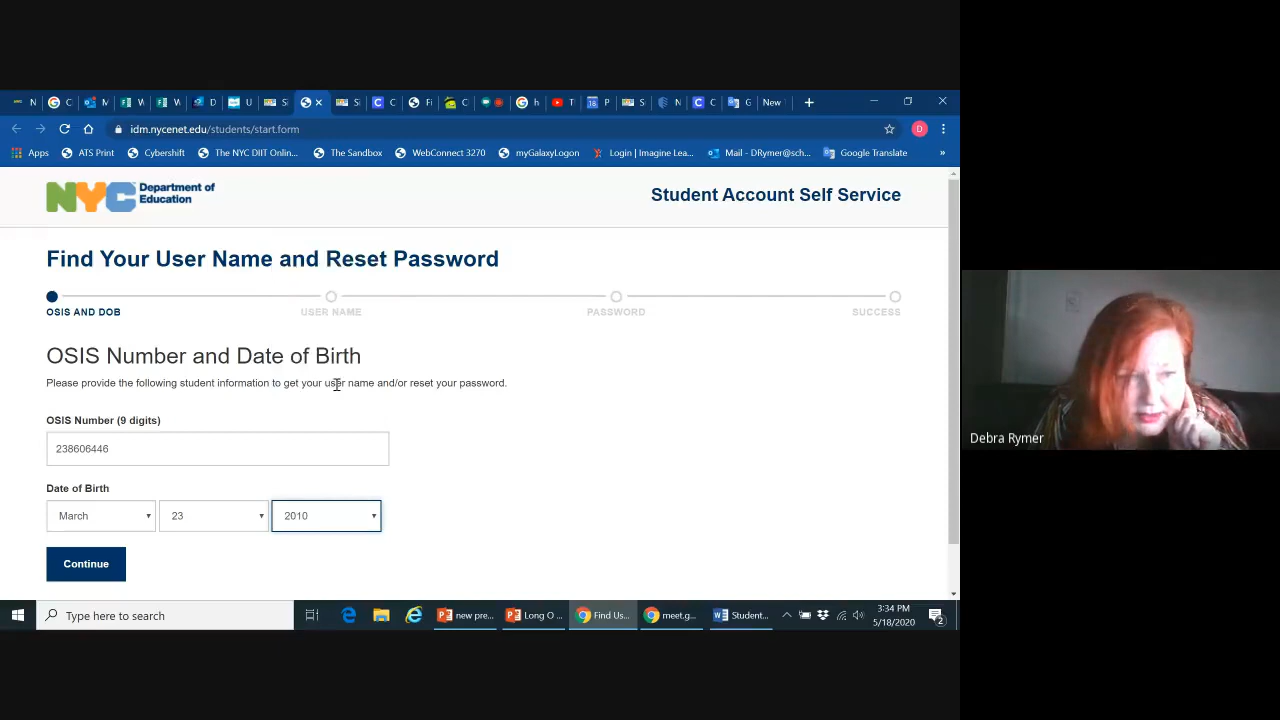 N
C
M
W
W
D
U
Si
Si
C
Fi
C
h
T
P
S
N
C
G
New
idm.nycenet.edu/students/start.form
D
Apps
ATS Print
Cybershift
The NYC DIIT Onlin...
The Sandbox
WebConnect 3270
myGalaxyLogon
Login | Imagine Lea...
Mail - DRymer@sch...
Google Translate
»
NYC Department of
Education
Student Account Self Service
Find Your User Name and Reset Password
OSIS AND DOB
USER NAME
PASSWORD
SUCCESS
OSIS Number and Date of Birth
Please provide the following student information to get your user name and/or reset your password.
OSIS Number (9 digits)
238606446
Date of Birth
March 23 2010
Continue
Debra Rymer
Type here to search
new pre...
Long O ...
Find Us...
meet.g...
Student...
3:34 PM
5/18/2020
2